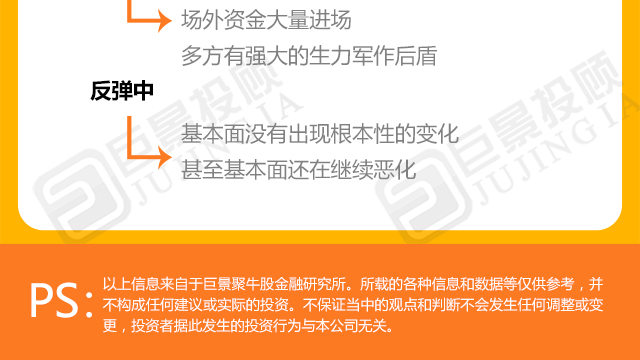 场外资金大量进场
多方有强大的生力军作后盾
反弹中
基本面没有出现根本性的变化
甚至基本面还在继续恶化
巨景投顾
JUJING IA
巨景投顾
JUJING IA
PS:
以上信息来自于巨景聚牛股金融研究所。所载的各种信息和数据等仅供参考，并
不构成任何建议或实际的投资。不保证当中的观点和判断不会发生任何调整或变
更，投资者据此发生的投资行为与本公司无关。